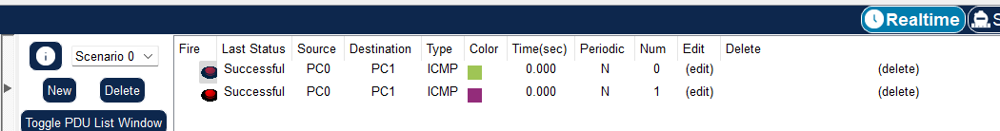 Realtime S
Fire Last Status Source Destination Type Color Time(sec) Periodic Num Edit Delete
Scenario 0
Successful PC0 PC1 ICMP 0.000 N 0 (edit) (delete)
New Delete
Successful PC0 PC1 ICMP 0.000 N 1 (edit) (delete)
Toggle PDU List Window